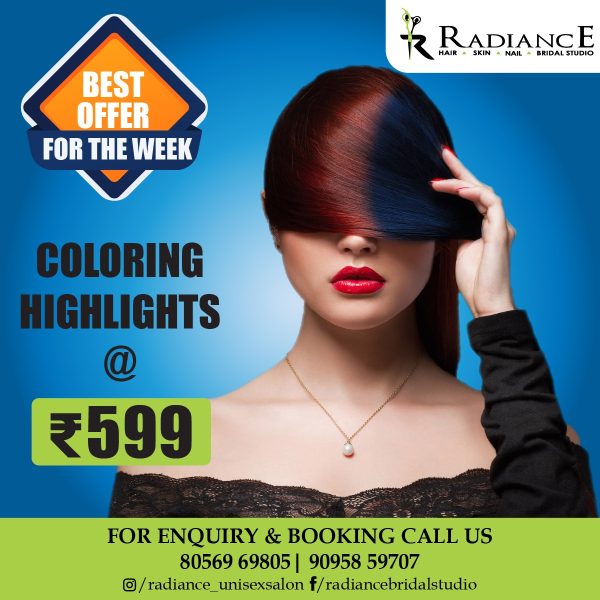 BEST
OFFER
FOR THE WEEK
RADIANCE
HAIR SKIN NAIL BRIDAL STUDIO
COLORING
HIGHLIGHTS
@
₹599
FOR ENQUIRY & BOOKING CALL US
80569 69805 | 90958 59707
/radiance_unisexsalon f/radiancebridalstudio